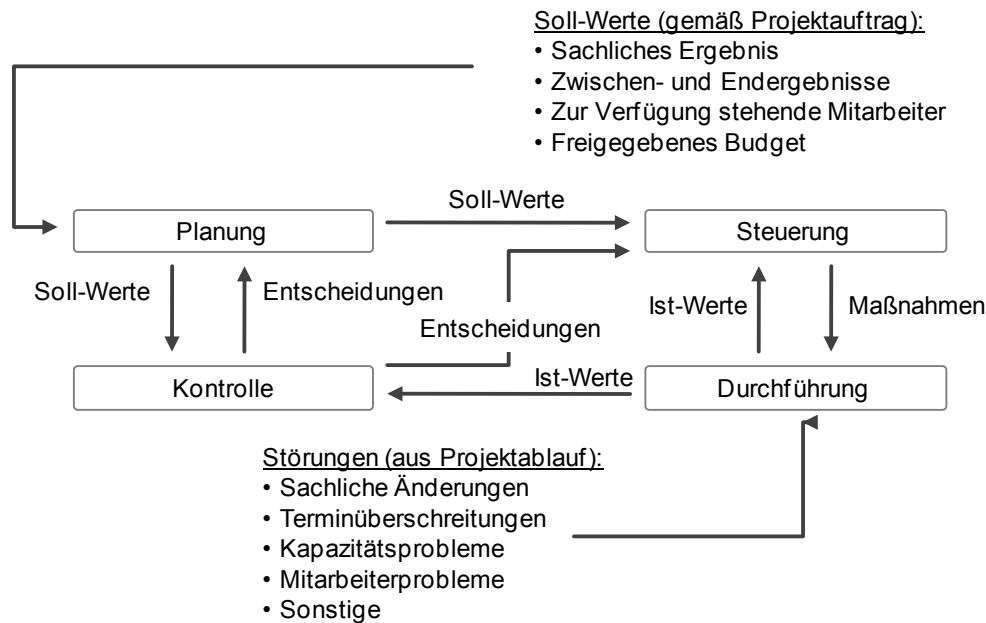 Soll-Werte (gemäß Projektauftrag):
• Sachliches Ergebnis
• Zwischen- und Endergebnisse
• Zur Verfügung stehende Mitarbeiter
• Freigegebenes Budget
Soll-Werte
Planung
Steuerung
Soll-Werte
Entscheidungen
Ist-Werte
Maßnahmen
Entscheidungen
Kontrolle
Ist-Werte
Durchführung
Störungen (aus Projektablauf):
• Sachliche Änderungen
• Terminüberschreitungen
• Kapazitätsprobleme
• Mitarbeiterprobleme
• Sonstige